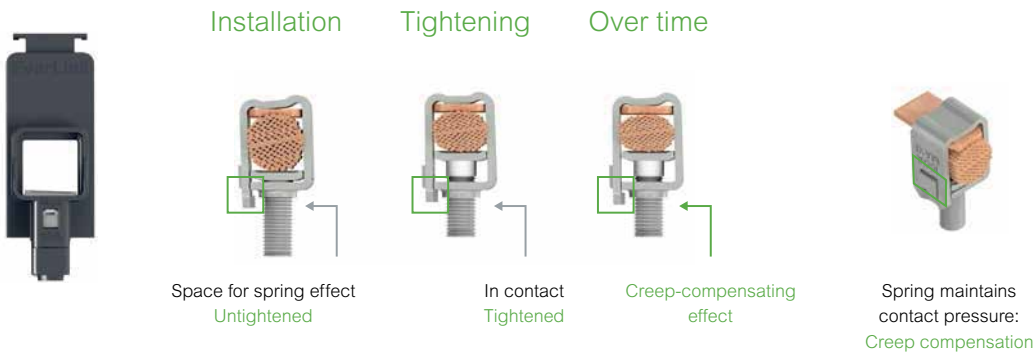 Installation
Tightening
Over time
EverLink
Space for spring effect
Untightened
In contact
Tightened
Creep-compensating
effect
Spring maintains
contact pressure:
Creep compensation